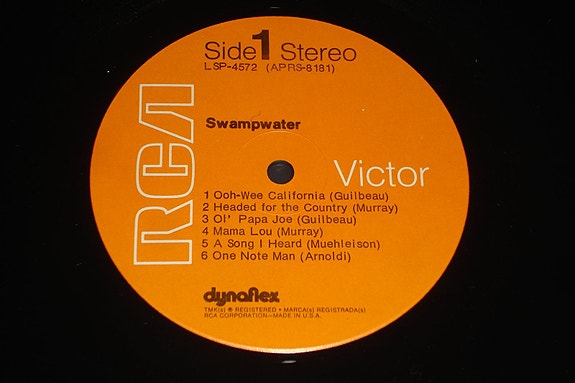 Side 1 Stereo
LSP-4572 (APRS-8181)
Swampwater
RCA Victor
1 Ooh-Wee California (Guilbeau)
2 Headed for the Country (Murray)
3 Ol' Papa Joe (Guilbeau)
4 Mama Lou (Murray)
5 A Song I Heard (Muehleison)
6 One Note Man (Arnoldi)
dynaflex
TMK(s) ® REGISTERED • MARCA(s) REGISTRADA(s)
RCA CORPORATION—MADE IN U.S.A.